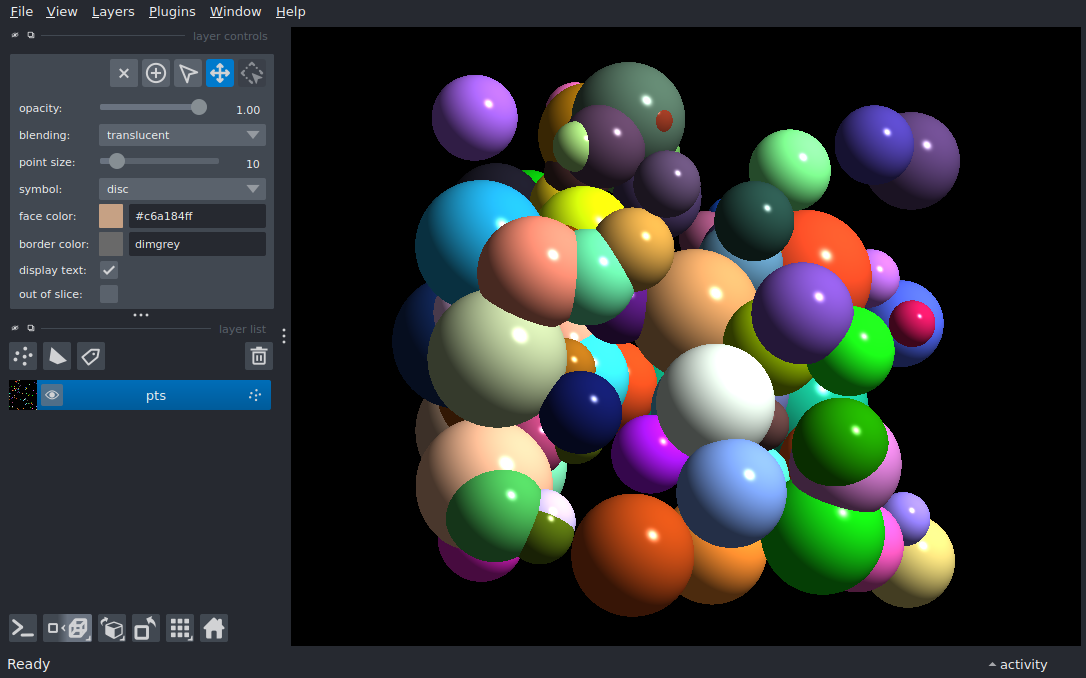 File View Layers Plugins Window Help
layer controls
opacity: 1.00
blending: translucent
point size: 10
symbol: disc
face color: #c6a184ff
border color: dimgrey
display text:
out of slice:
layer list
pts
Ready
activity